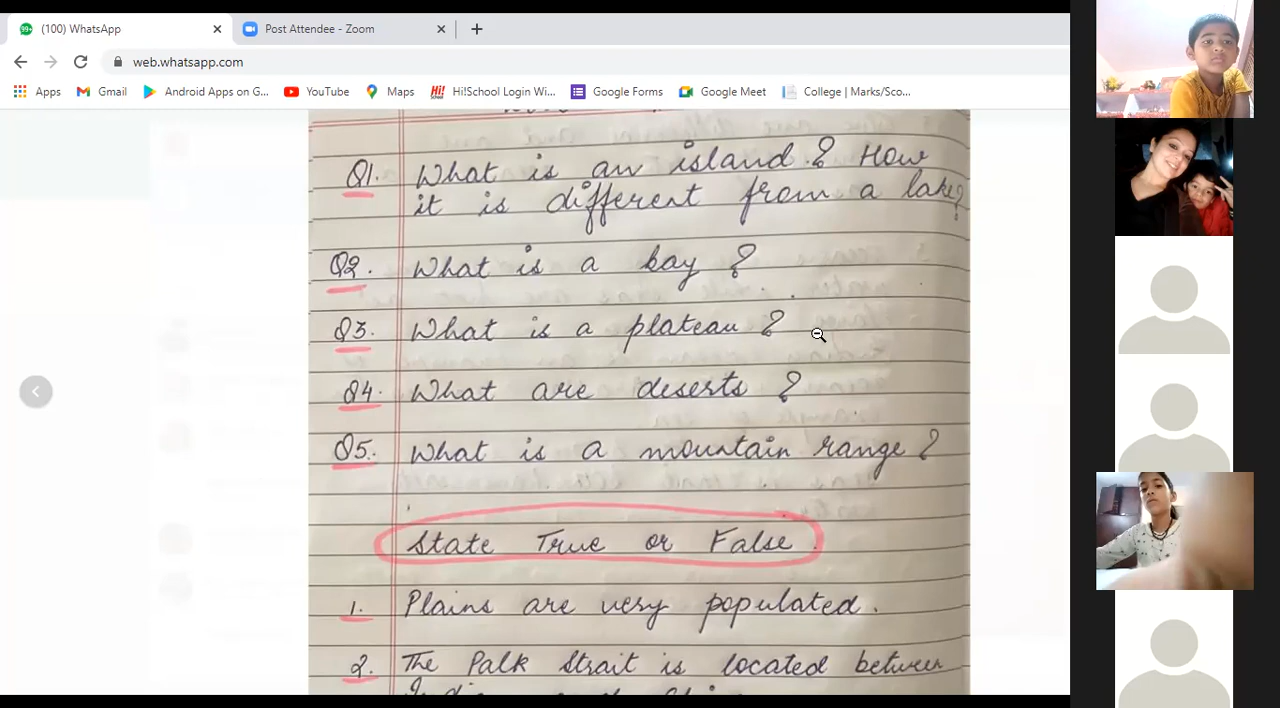 (100) WhatsApp
Post Attendee - Zoom
web.whatsapp.com
Apps
Gmail
Android Apps on G...
YouTube
Maps
Hi! Hi!School Login Wi...
Google Forms
Google Meet
College | Marks/Sco...
Q1. What is an island ? How
it is different from a lake?
Q2. What is a bay ?
Q3. What is a plateau ?
Q4. What are deserts ?
Q5. What is a mountain range ?
State True or False.
1. Plains are very populated.
2. The Palk Strait is located between